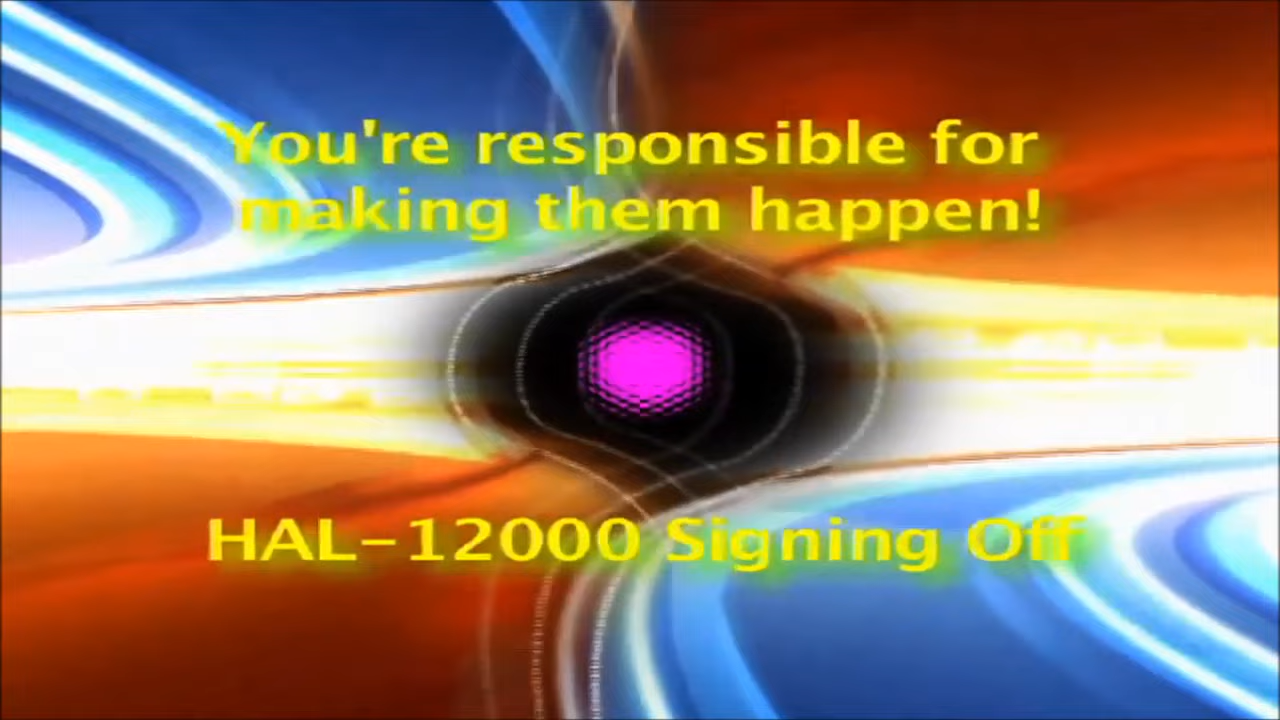 You're responsible for
making them happen!
HAL-12000 Signing Off